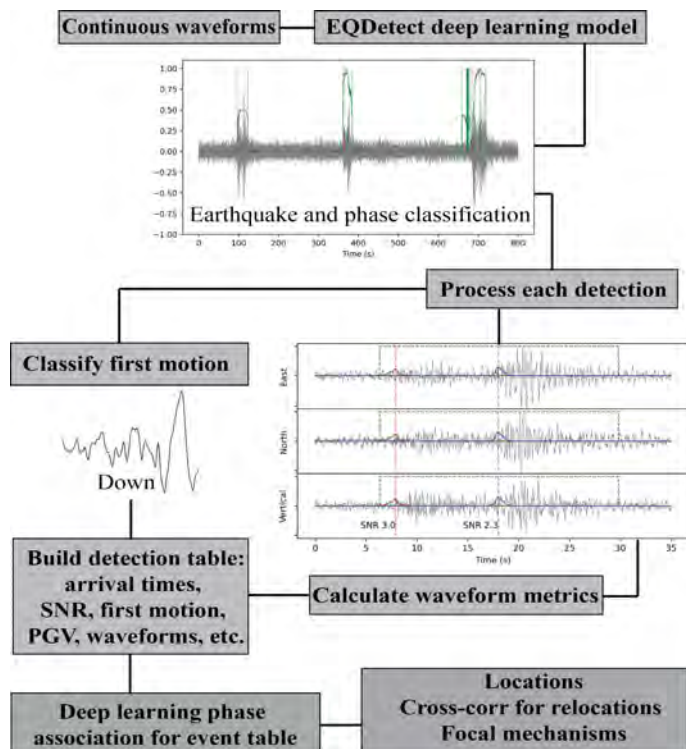 Continuous waveforms
EQDetect deep learning model
1.00
0.75
0.50
0.25
0.00
−0.25
−0.50
−0.75
−1.00
Earthquake and phase classification
0 100 200 300 400 500 600 700 800
Time (s)
Process each detection
Classify first motion
Down
East
North
Vertical
SNR 3.0
SNR 2.3
0 5 10 15 20 25 30 35
Time (s)
Build detection table:
arrival times,
SNR, first motion,
PGV, waveforms, etc.
Calculate waveform metrics
Deep learning phase
association for event table
Locations
Cross-corr for relocations
Focal mechanisms